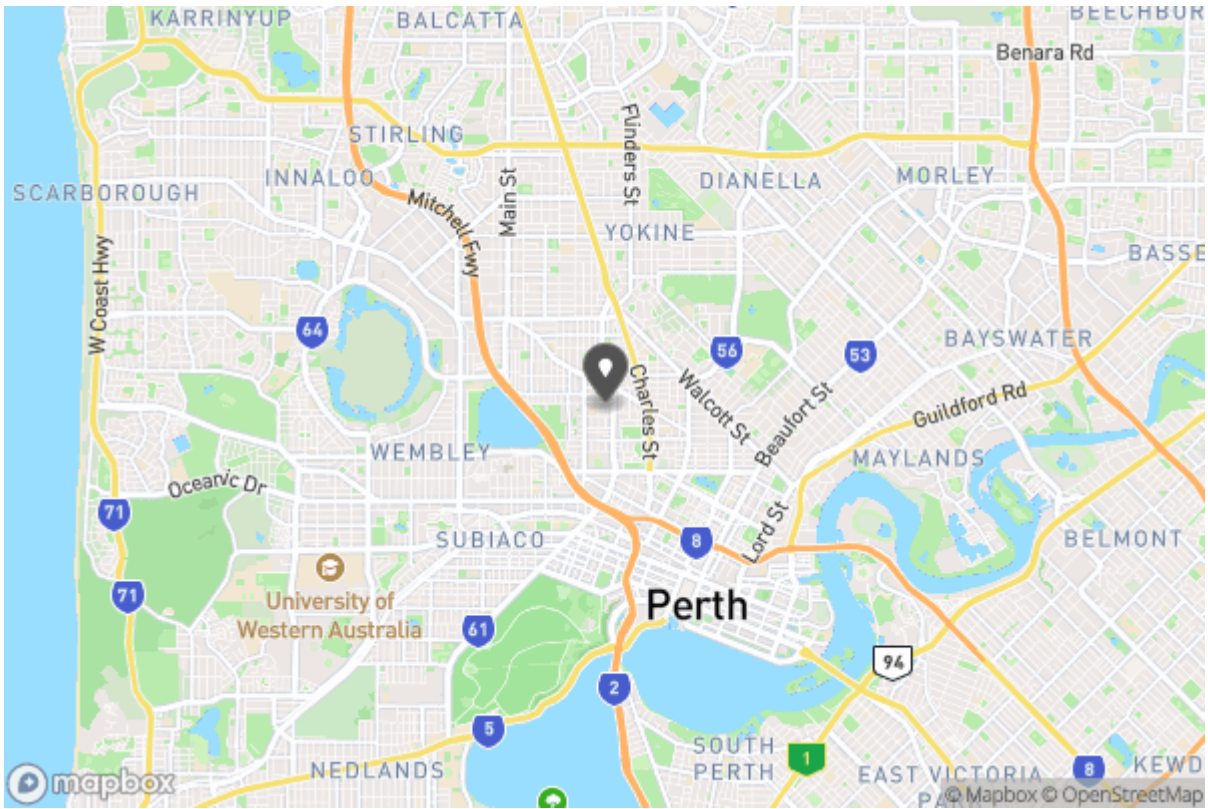 KARRINYUP
BALCATTA
BEECHBOR
Benara Rd
Flinders St
STIRLING
INNALOO
Main St
DIANELLA
MORLEY
SCARBOROUGH
Mitchell Fwy
YOKINE
BASSE
W Coast Hwy
64
56
53
BAYSWATER
Charles St
Walcott St
Beaufort St
Guildford Rd
WEMBLEY
MAYLANDS
Oceanic Dr
71
Lord St
SUBIACO
8
BELMONT
71
University of
Western Australia
Perth
61
94
2
5
SOUTH
PERTH
1
NEDLANDS
EAST VICTORIA
PA
8
KEWD
mapbox
© Mapbox © OpenStreetMap